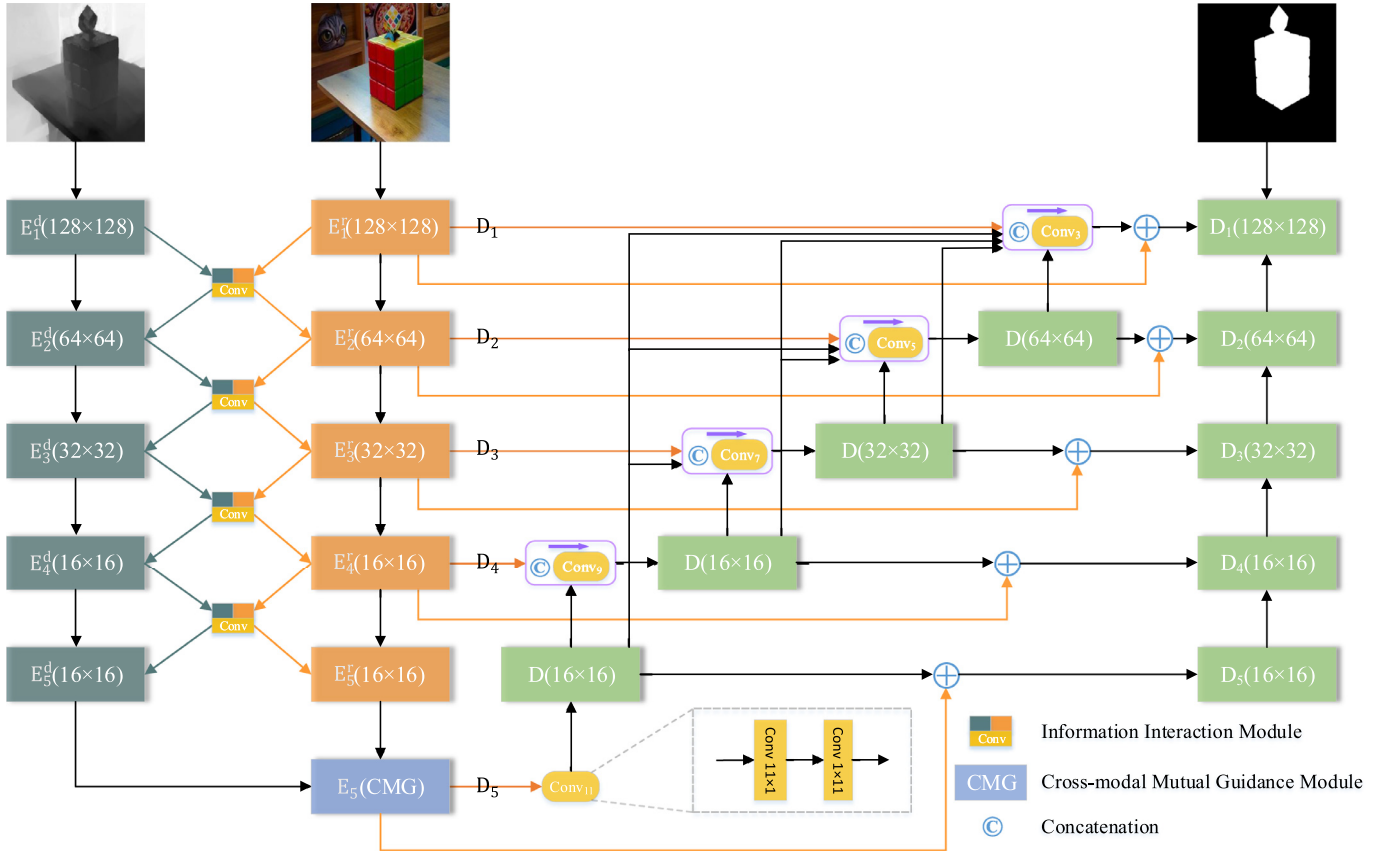 E₁ᵈ(128×128)
E₁ʳ(128×128)
D₁
© Conv₃
D₁(128×128)
Conv
E₂ᵈ(64×64)
E₂ʳ(64×64)
D₂
© Conv₅
D(64×64)
D₂(64×64)
Conv
E₃ᵈ(32×32)
E₃ʳ(32×32)
D₃
© Conv₇
D(32×32)
D₃(32×32)
Conv
E₄ᵈ(16×16)
E₄ʳ(16×16)
D₄
© Conv₉
D(16×16)
D₄(16×16)
Conv
E₅ᵈ(16×16)
E₅ʳ(16×16)
D(16×16)
D₅(16×16)
E₅(CMG)
D₅
Conv₁₁
Conv 11×1
Conv 1×11
Conv
Information Interaction Module
CMG
Cross-modal Mutual Guidance Module
©
Concatenation